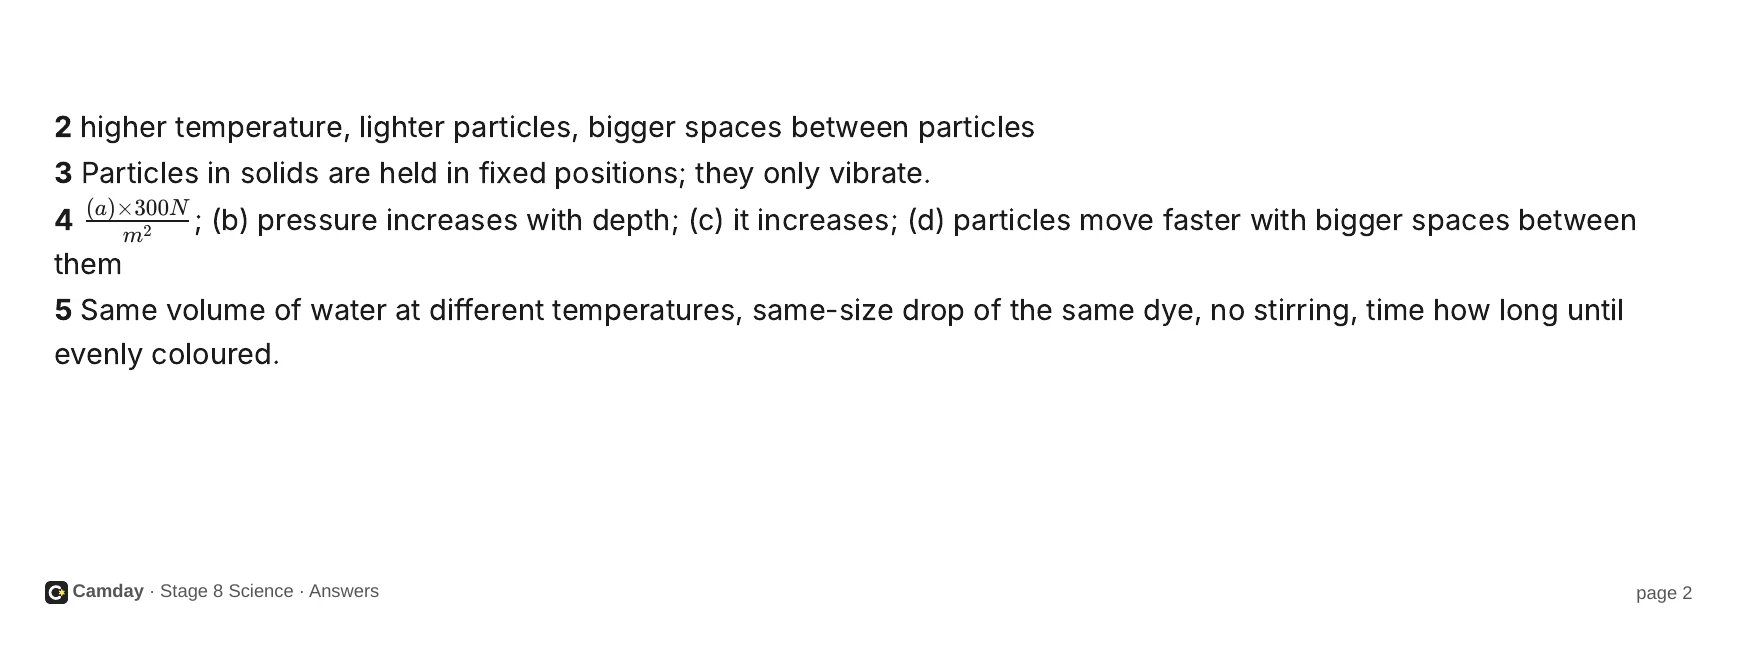 2 higher temperature, lighter particles, bigger spaces between particles
3 Particles in solids are held in fixed positions; they only vibrate.
4 \frac{(a)×300N}{m^2}; (b) pressure increases with depth; (c) it increases; (d) particles move faster with bigger spaces between
them
5 Same volume of water at different temperatures, same-size drop of the same dye, no stirring, time how long until
evenly coloured.
Camday · Stage 8 Science · Answers
page 2